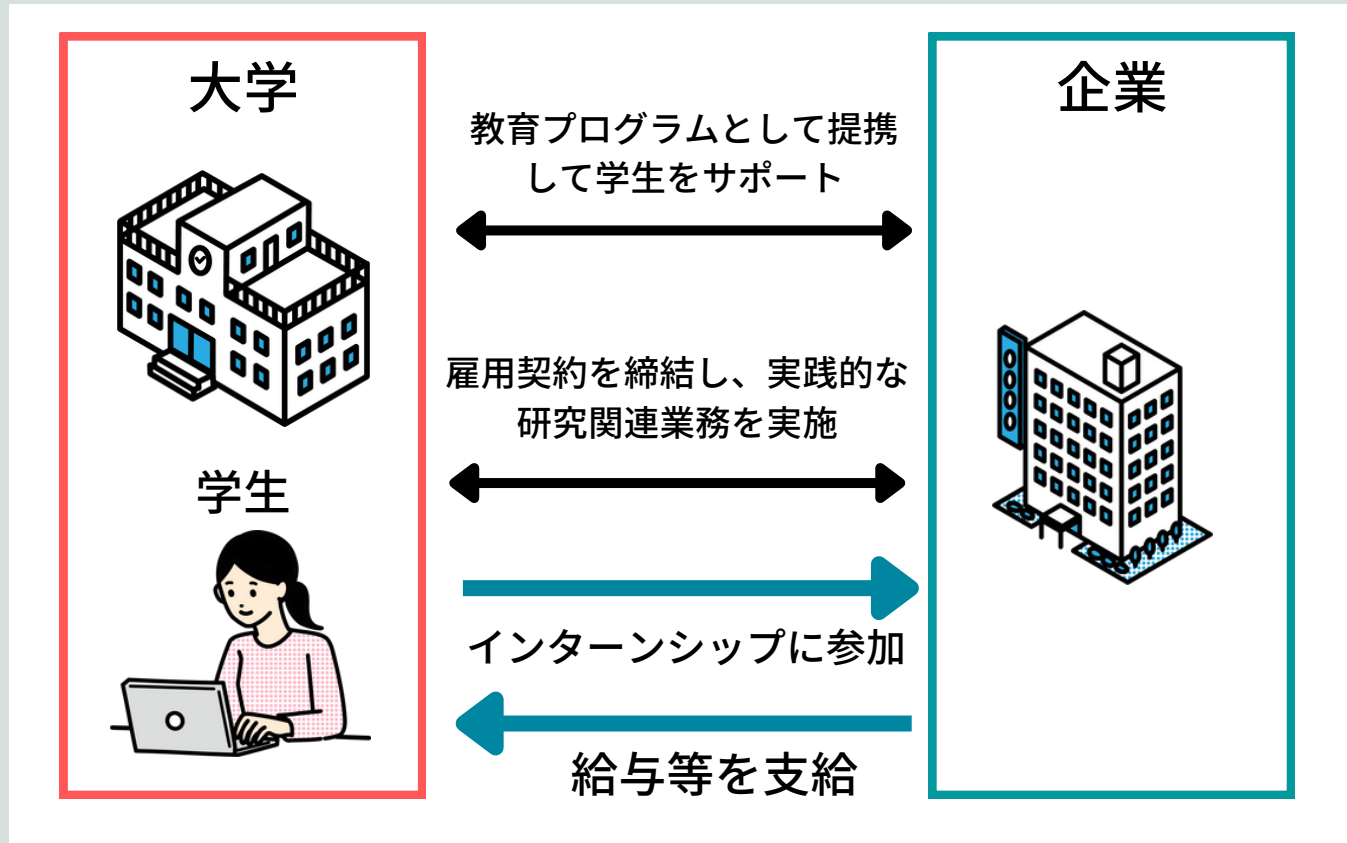 大学
企業
教育プログラムとして提携
して学生をサポート
雇用契約を締結し、実践的な
研究関連業務を実施
学生
インターンシップに参加
給与等を支給